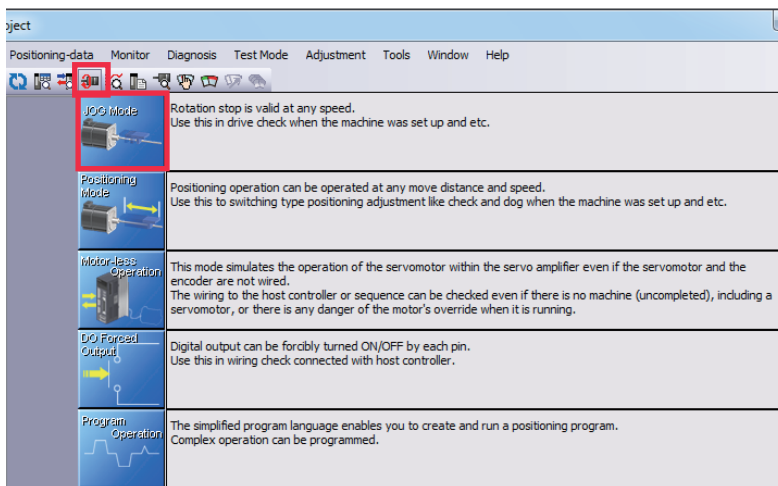 oject
Positioning-data Monitor Diagnosis Test Mode Adjustment Tools Window Help
JOG Mode
Rotation stop is valid at any speed.
Use this in drive check when the machine was set up and etc.
Positioning
Mode
Positioning operation can be operated at any move distance and speed.
Use this to switching type positioning adjustment like check and dog when the machine was set up and etc.
Motor-less
Operation
This mode simulates the operation of the servomotor within the servo amplifier even if the servomotor and the
encoder are not wired.
The wiring to the host controller or sequence can be checked even if there is no machine (uncompleted), including a
servomotor, or there is any danger of the motor's override when it is running.
DO Forced
Output
Digital output can be forcibly turned ON/OFF by each pin.
Use this in wiring check connected with host controller.
Program
Operation
The simplified program language enables you to create and run a positioning program.
Complex operation can be programmed.